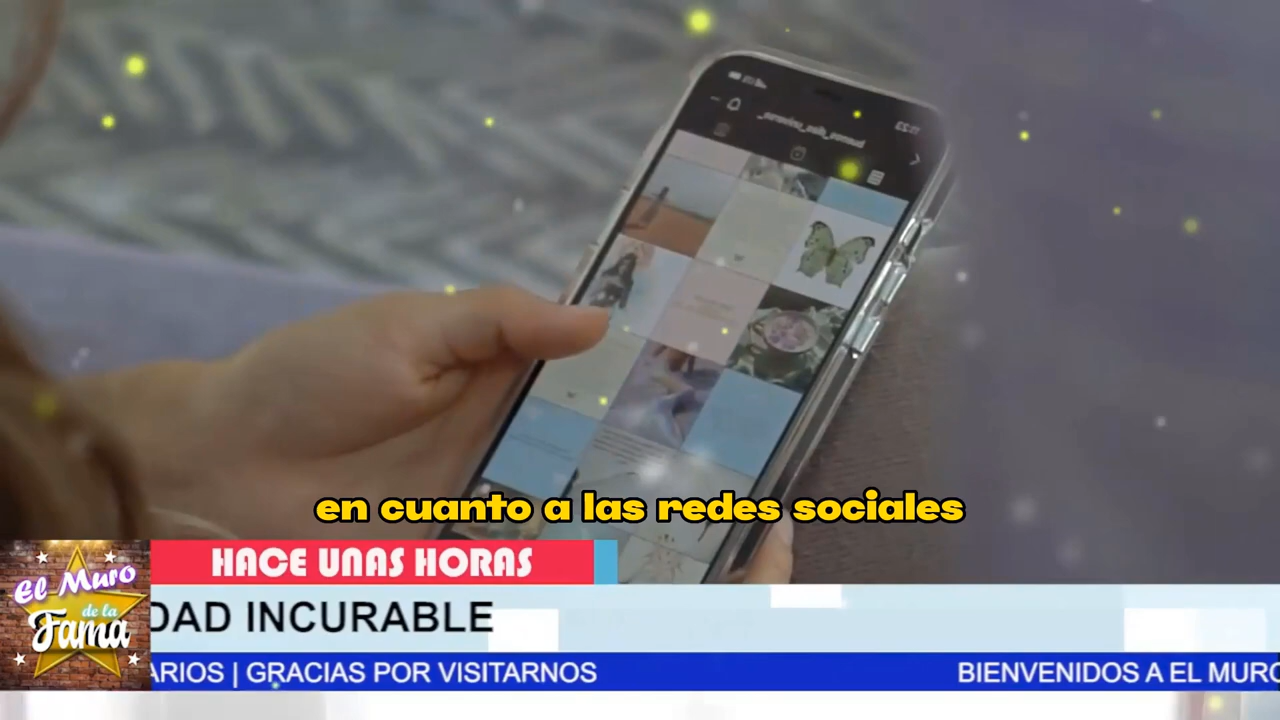 en cuanto a las redes sociales
HACE UNAS HORAS
El Muro
de la
Fama
DAD INCURABLE
ARIOS | GRACIAS POR VISITARNOS
BIENVENIDOS A EL MURO